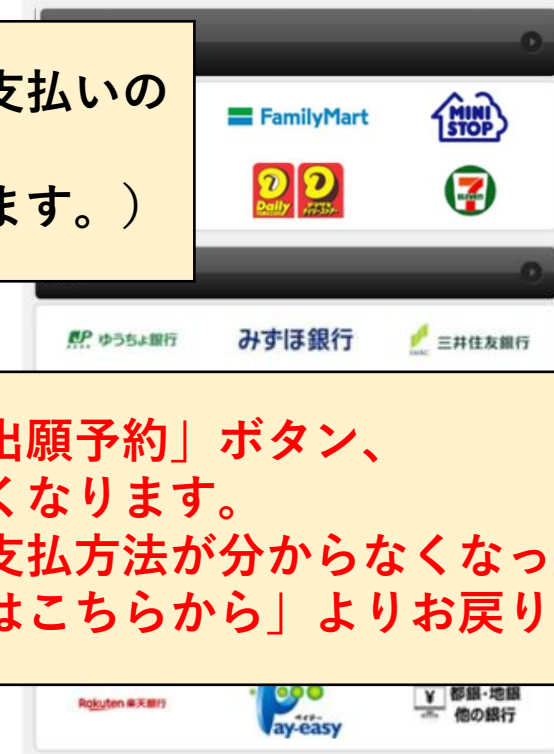 支払いの
FamilyMart
MINI
STOP
ます。）
Daily
ELEVEN
ゆうちょ銀行 みずほ銀行 三井住友銀行
出願予約」ボタン、
くなります。
支払方法が分からなくなっ
はこちらから」よりお戻り
Rakuten 楽天銀行
ay-easy
¥ 都銀・地銀
他の銀行